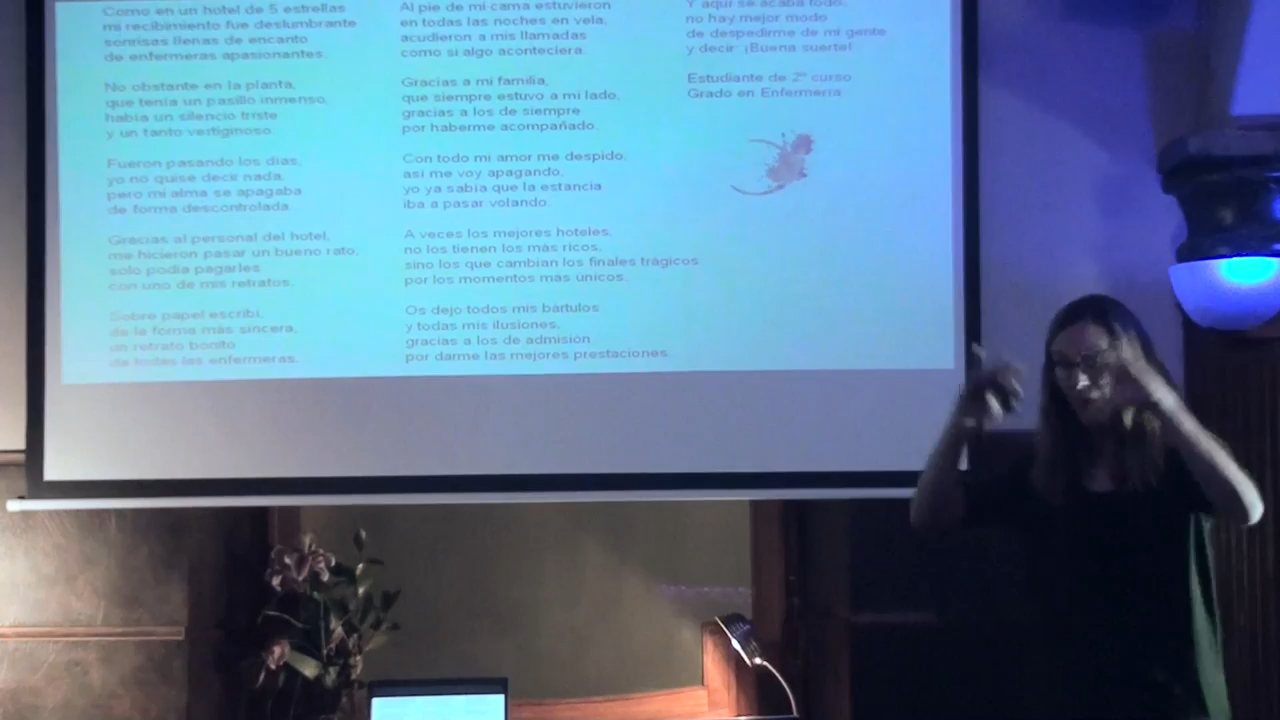 Como en un hotel de 5 estrellas
mi recibimiento fue deslumbrante
sonrisas llenas de encanto
de enfermeras apasionantes.
No obstante en la planta,
que tenía un pasillo inmenso,
había un silencio triste
y un tanto vertiginoso.
Fueron pasando los días,
yo no quise decir nada,
pero mi alma se apagaba
de forma descontrolada.
Gracias al personal del hotel,
me hicieron pasar un bueno rato,
solo podía pagarles
con uno de mis retratos.
Sobre papel escribí,
de la forma más sincera,
un retrato bonito
de todas las enfermeras.
Al pie de mi cama estuvieron
en todas las noches en vela,
acudieron a mis llamadas
como si algo aconteciera.
Gracias a mi familia,
que siempre estuvo a mi lado,
gracias a los de siempre
por haberme acompañado.
Con todo mi amor me despido,
así me voy apagando,
yo ya sabía que la estancia
iba a pasar volando.
A veces los mejores hoteles,
no los tienen los más ricos,
sino los que cambian los finales trágicos
por los momentos más únicos.
Os dejo todos mis bártulos
y todas mis ilusiones,
gracias a los de admisión
por darme las mejores prestaciones.
Y aquí se acaba todo,
no hay mejor modo
de despedirme de mi gente
y decir: ¡Buena suerte!
Estudiante de 2º curso
Grado en Enfermería